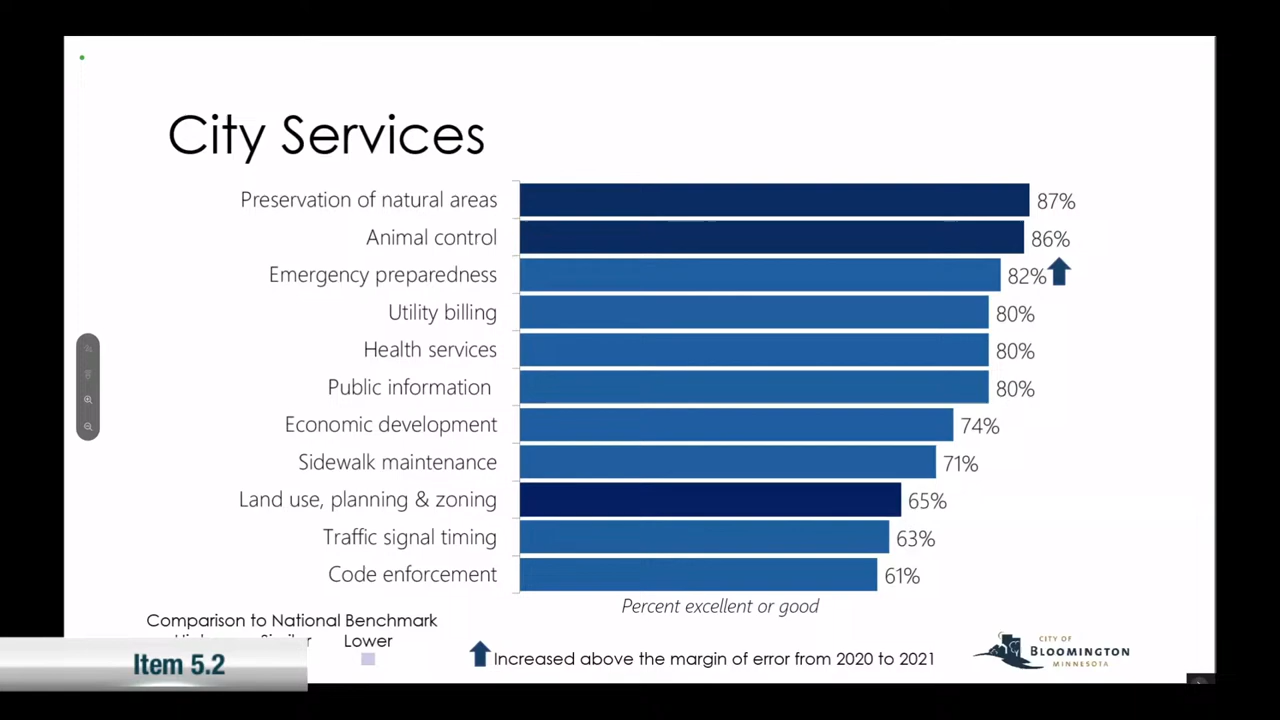 City Services
Preservation of natural areas 87%
Animal control 86%
Emergency preparedness 82%
Utility billing 80%
Health services 80%
Public information 80%
Economic development 74%
Sidewalk maintenance 71%
Land use, planning & zoning 65%
Traffic signal timing 63%
Code enforcement 61%
Percent excellent or good
Comparison to National Benchmark
Lower
Item 5.2
Increased above the margin of error from 2020 to 2021
CITY OF
BLOOMINGTON
MINNESOTA